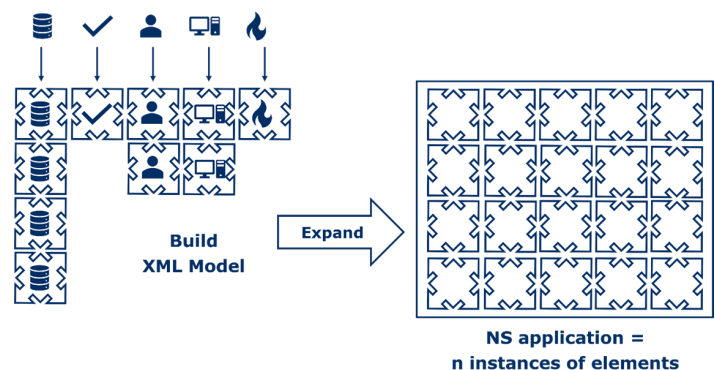 Build
XML Model
Expand
NS application =
n instances of elements